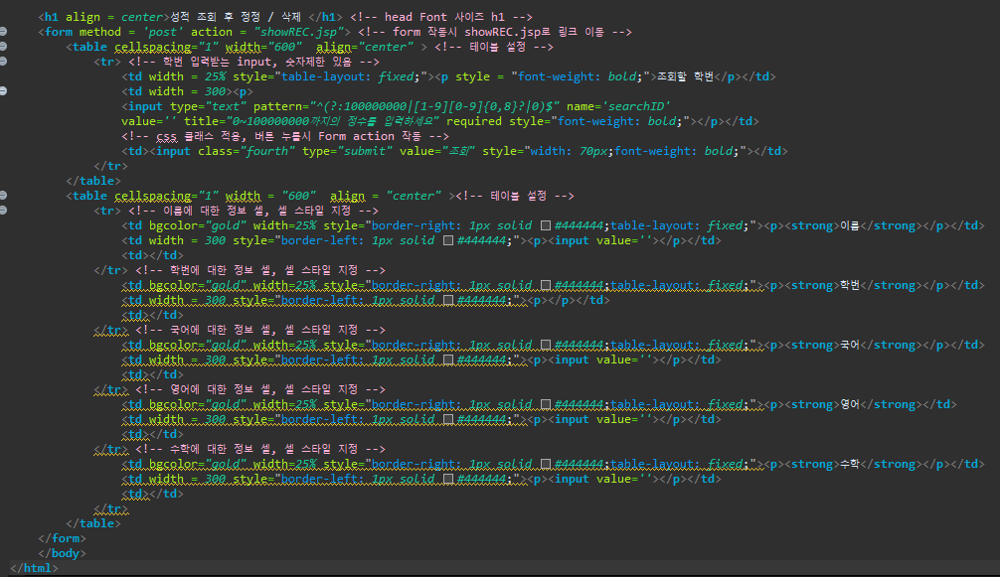 <h1 align = center>성적 조회 후 정정 / 삭제 </h1> <!-- head Font 사이즈 h1 -->
<form method = 'post' action = "showREC.jsp"> <!-- form 작동시 showREC.jsp로 링크 이동 -->
<table cellspacing="1" width="600"  align="center" > <!-- 테이블 설정 -->
<tr> <!-- 학번 입력받는 input, 숫자제한 있음 -->
<td width = 25% style="table-layout: fixed;"><p style = "font-weight: bold;">조회할 학번</p></td>
<td width = 300><p>
<input type="text" pattern="^(?:100000000|[1-9][0-9]{0,8}?|0)$" name='searchID'
value='' title="0~100000000까지의 정수를 입력하세요" required style="font-weight: bold;"></p></td>
<!-- css 클래스 적용, 버튼 누를시 Form action 작동 -->
<td><input class="fourth" type="submit" value="조회" style="width: 70px;font-weight: bold;"></td>
</tr>
</table>
<table cellspacing="1" width = "600"  align = "center" ><!-- 테이블 설정 -->
<tr> <!-- 이름에 대한 정보 셀, 셀 스타일 지정 -->
<td bgcolor="gold" width=25% style="border-right: 1px solid #444444;table-layout: fixed;"><p><strong>이름</strong></p></td>
<td width = 300 style="border-left: 1px solid #444444;"><p><input value=''></p></td>
<td></td>
</tr> <!-- 학번에 대한 정보 셀, 셀 스타일 지정 -->
<td bgcolor="gold" width=25% style="border-right: 1px solid #444444;table-layout: fixed;"><p><strong>학번</strong></p></td>
<td width = 300 style="border-left: 1px solid #444444;"><p></p></td>
<td></td>
</tr> <!-- 국어에 대한 정보 셀, 셀 스타일 지정 -->
<td bgcolor="gold" width=25% style="border-right: 1px solid #444444;table-layout: fixed;"><p><strong>국어</strong></p></td>
<td width = 300 style="border-left: 1px solid #444444;"><p><input value=''></p></td>
<td></td>
</tr> <!-- 영어에 대한 정보 셀, 셀 스타일 지정 -->
<td bgcolor="gold" width=25% style="border-right: 1px solid #444444;table-layout: fixed;"><p><strong>영어</strong></td>
<td width = 300 style="border-left: 1px solid #444444;"><p><input value=''></p></td>
<td></td>
</tr> <!-- 수학에 대한 정보 셀, 셀 스타일 지정 -->
<td bgcolor="gold" width=25% style="border-right: 1px solid #444444;table-layout: fixed;"><p><strong>수학</strong></p></td>
<td width = 300 style="border-left: 1px solid #444444;"><p><input value=''></p></td>
<td></td>
</tr>
</table>
</form>
</body>
</html>